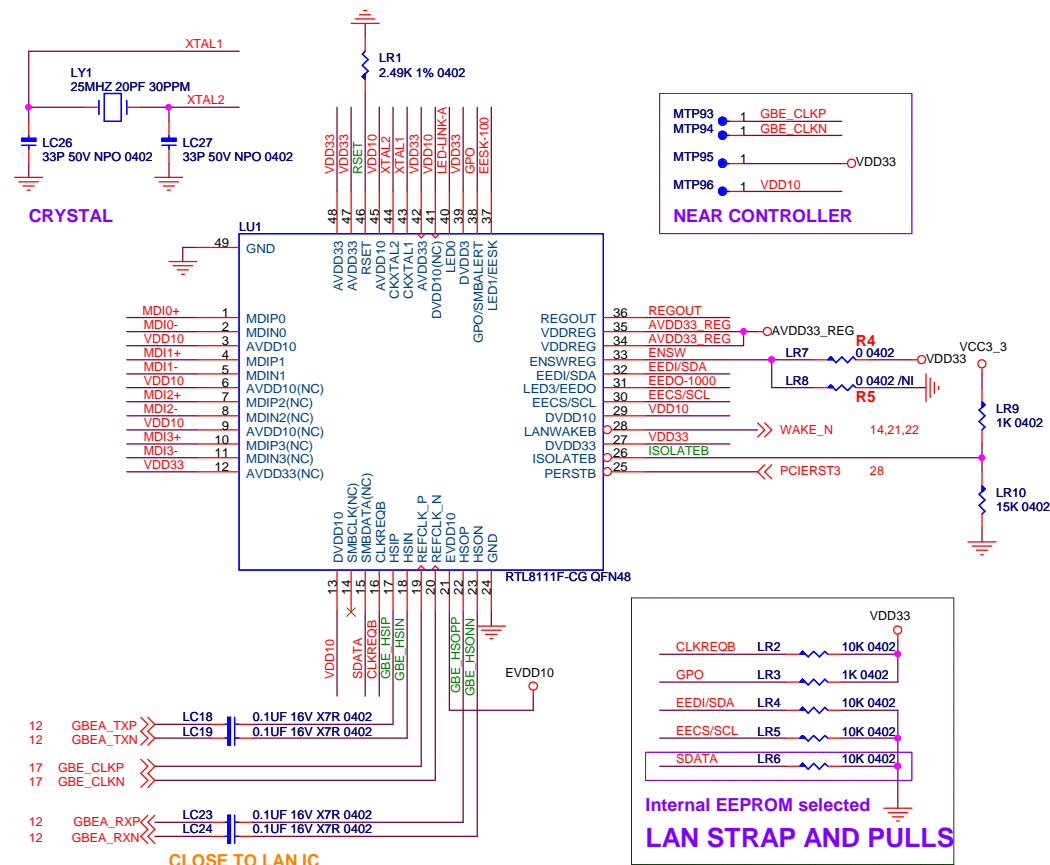 XTAL1
LY1
25MHZ 20PF 30PPM
XTAL2
LC26
33P 50V NPO 0402
LC27
33P 50V NPO 0402
CRYSTAL
LR1
2.49K 1% 0402
VDD33
VDD33
RSET
VDD10
XTAL2
XTAL1
VDD33
VDD10
LED-LINK-A
VDD33
GPO
EESK-100
48
47
46
45
44
43
42
41
40
39
38
37
AVDD33
AVDD33
RSET
AVDD10
CKXTAL2
CKXTAL1
AVDD33
DVDD10(NC)
LED0
DVDD3
GPO/SMBALERT
LED1/EESK
MTP93 1 GBE_CLKP
MTP94 1 GBE_CLKN
MTP95 1 VDD33
MTP96 1 VDD10
NEAR CONTROLLER
LU1
49 GND
MDI0+ 1 MDIP0
MDI0- 2 MDIN0
VDD10 3 AVDD10
MDI1+ 4 MDIP1
MDI1- 5 MDIN1
VDD10 6 AVDD10(NC)
MDI2+ 7 MDIP2(NC)
MDI2- 8 MDIN2(NC)
VDD10 9 AVDD10(NC)
MDI3+ 10 MDIP3(NC)
MDI3- 11 MDIN3(NC)
VDD33 12 AVDD33(NC)
REGOUT 36 REGOUT
VDDREG 35 AVDD33_REG
VDDREG 34 AVDD33_REG
ENSWREG 33 ENSW
EEDI/SDA 32 EEDI/SDA
LED3/EEDO 31 EEDO-1000
EECS/SCL 30 EECS/SCL
DVDD10 29 VDD10
LANWAKEB 28 WAKE_N 14,21,22
DVDD33 27 VDD33
ISOLATEB 26 ISOLATEB
PERSTB 25 PCIERST3 28
AVDD33_REG
R4
LR7 0 0402 VDD33
LR8 0 0402 /NI
R5
VCC3_3
LR9
1K 0402
LR10
15K 0402
DVDD10
SMBCLK(NC)
SMBDATA(NC)
CLKREQB
HSIP
HSIN
REFCLK_P
REFCLK_N
EVDD10
HSOP
HSON
GND
RTL8111F-CG QFN48
13
14
15
16
17
18
19
20
21
22
23
24
VDD10
SDATA
CLKREQB
GBE_HSIP
GBE_HSIN
GBE_HSOPP
GBE_HSONN
EVDD10
12 GBEA_TXP LC18 0.1UF 16V X7R 0402
12 GBEA_TXN LC19 0.1UF 16V X7R 0402
17 GBE_CLKP
17 GBE_CLKN
12 GBEA_RXP LC23 0.1UF 16V X7R 0402
12 GBEA_RXN LC24 0.1UF 16V X7R 0402
CLOSE TO LAN IC
VDD33
CLKREQB LR2 10K 0402
GPO LR3 1K 0402
EEDI/SDA LR4 10K 0402
EECS/SCL LR5 10K 0402
SDATA LR6 10K 0402
Internal EEPROM selected
LAN STRAP AND PULLS